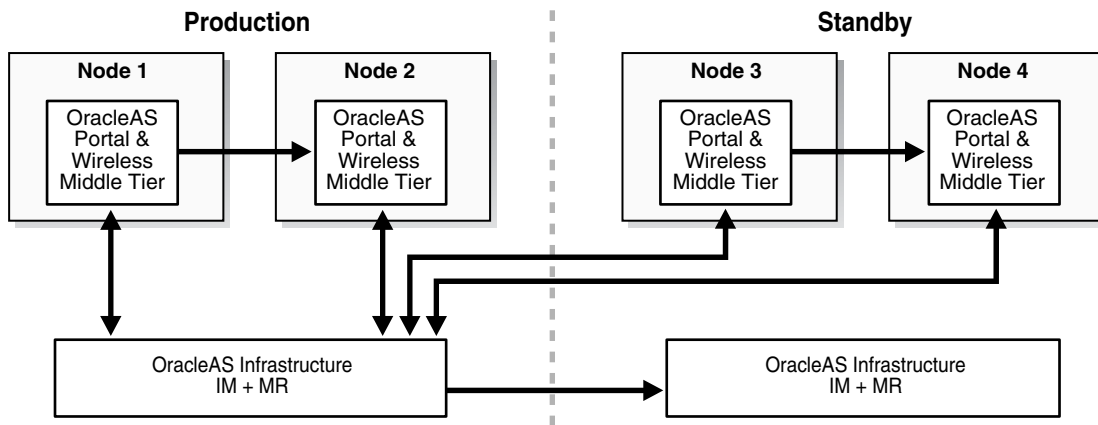 Production
Standby
Node 1
Node 2
Node 3
Node 4
OracleAS
Portal &
Wireless
Middle Tier
OracleAS
Portal &
Wireless
Middle Tier
OracleAS
Portal &
Wireless
Middle Tier
OracleAS
Portal &
Wireless
Middle Tier
OracleAS Infrastructure
IM + MR
OracleAS Infrastructure
IM + MR